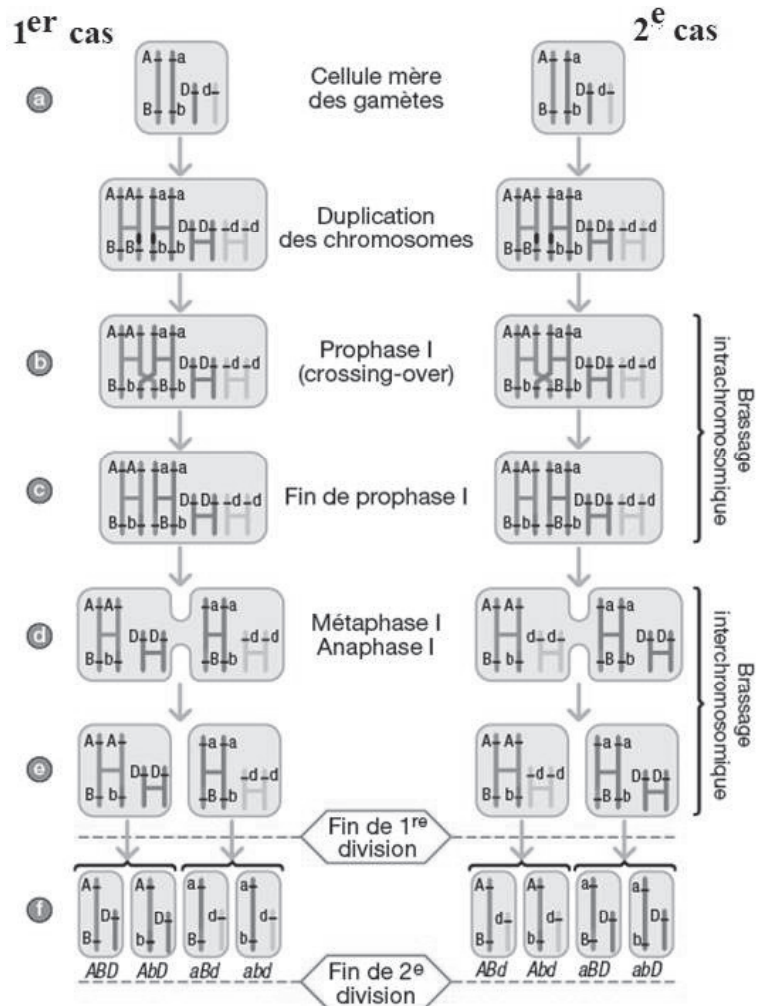 1er cas
2e cas
a
A a
D d
B b
Cellule mère
des gamètes
A a
D d
B b
A A a a
D D d d
B B b b
Duplication
des chromosomes
A A a a
D D d d
B B b b
b
A A a a
D D d d
B b B b
Prophase I
(crossing-over)
A A a a
D D d d
B b B b
Brassage
intrachromosomique
c
A A a a
D D d d
B b B b
Fin de prophase I
A A a a
D D d d
B b B b
d
A A a a
D D d d
B b B b
Métaphase I
Anaphase I
A A a a
d d D D
B b B b
Brassage
interchromosomique
e
A A a a
D D d d
B b B b
A A a a
d d D D
B b B b
Fin de 1re
division
f
A A a a
D D d d
B b B b
ABD AbD aBd abd
A A a a
d d D D
B b B b
ABd Abd aBD abD
Fin de 2e
division